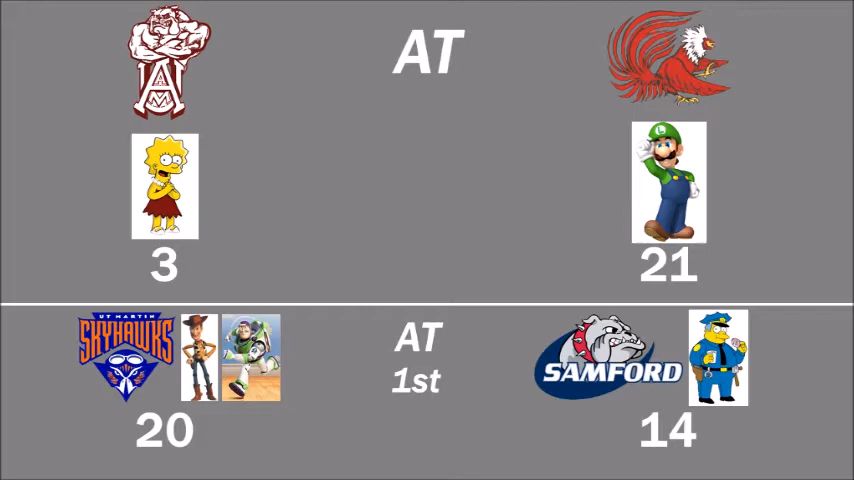 AT
A
A M
L
3
21
UT MARTIN
SKYHAWKS
AT
1st
SAMFORD
20
14